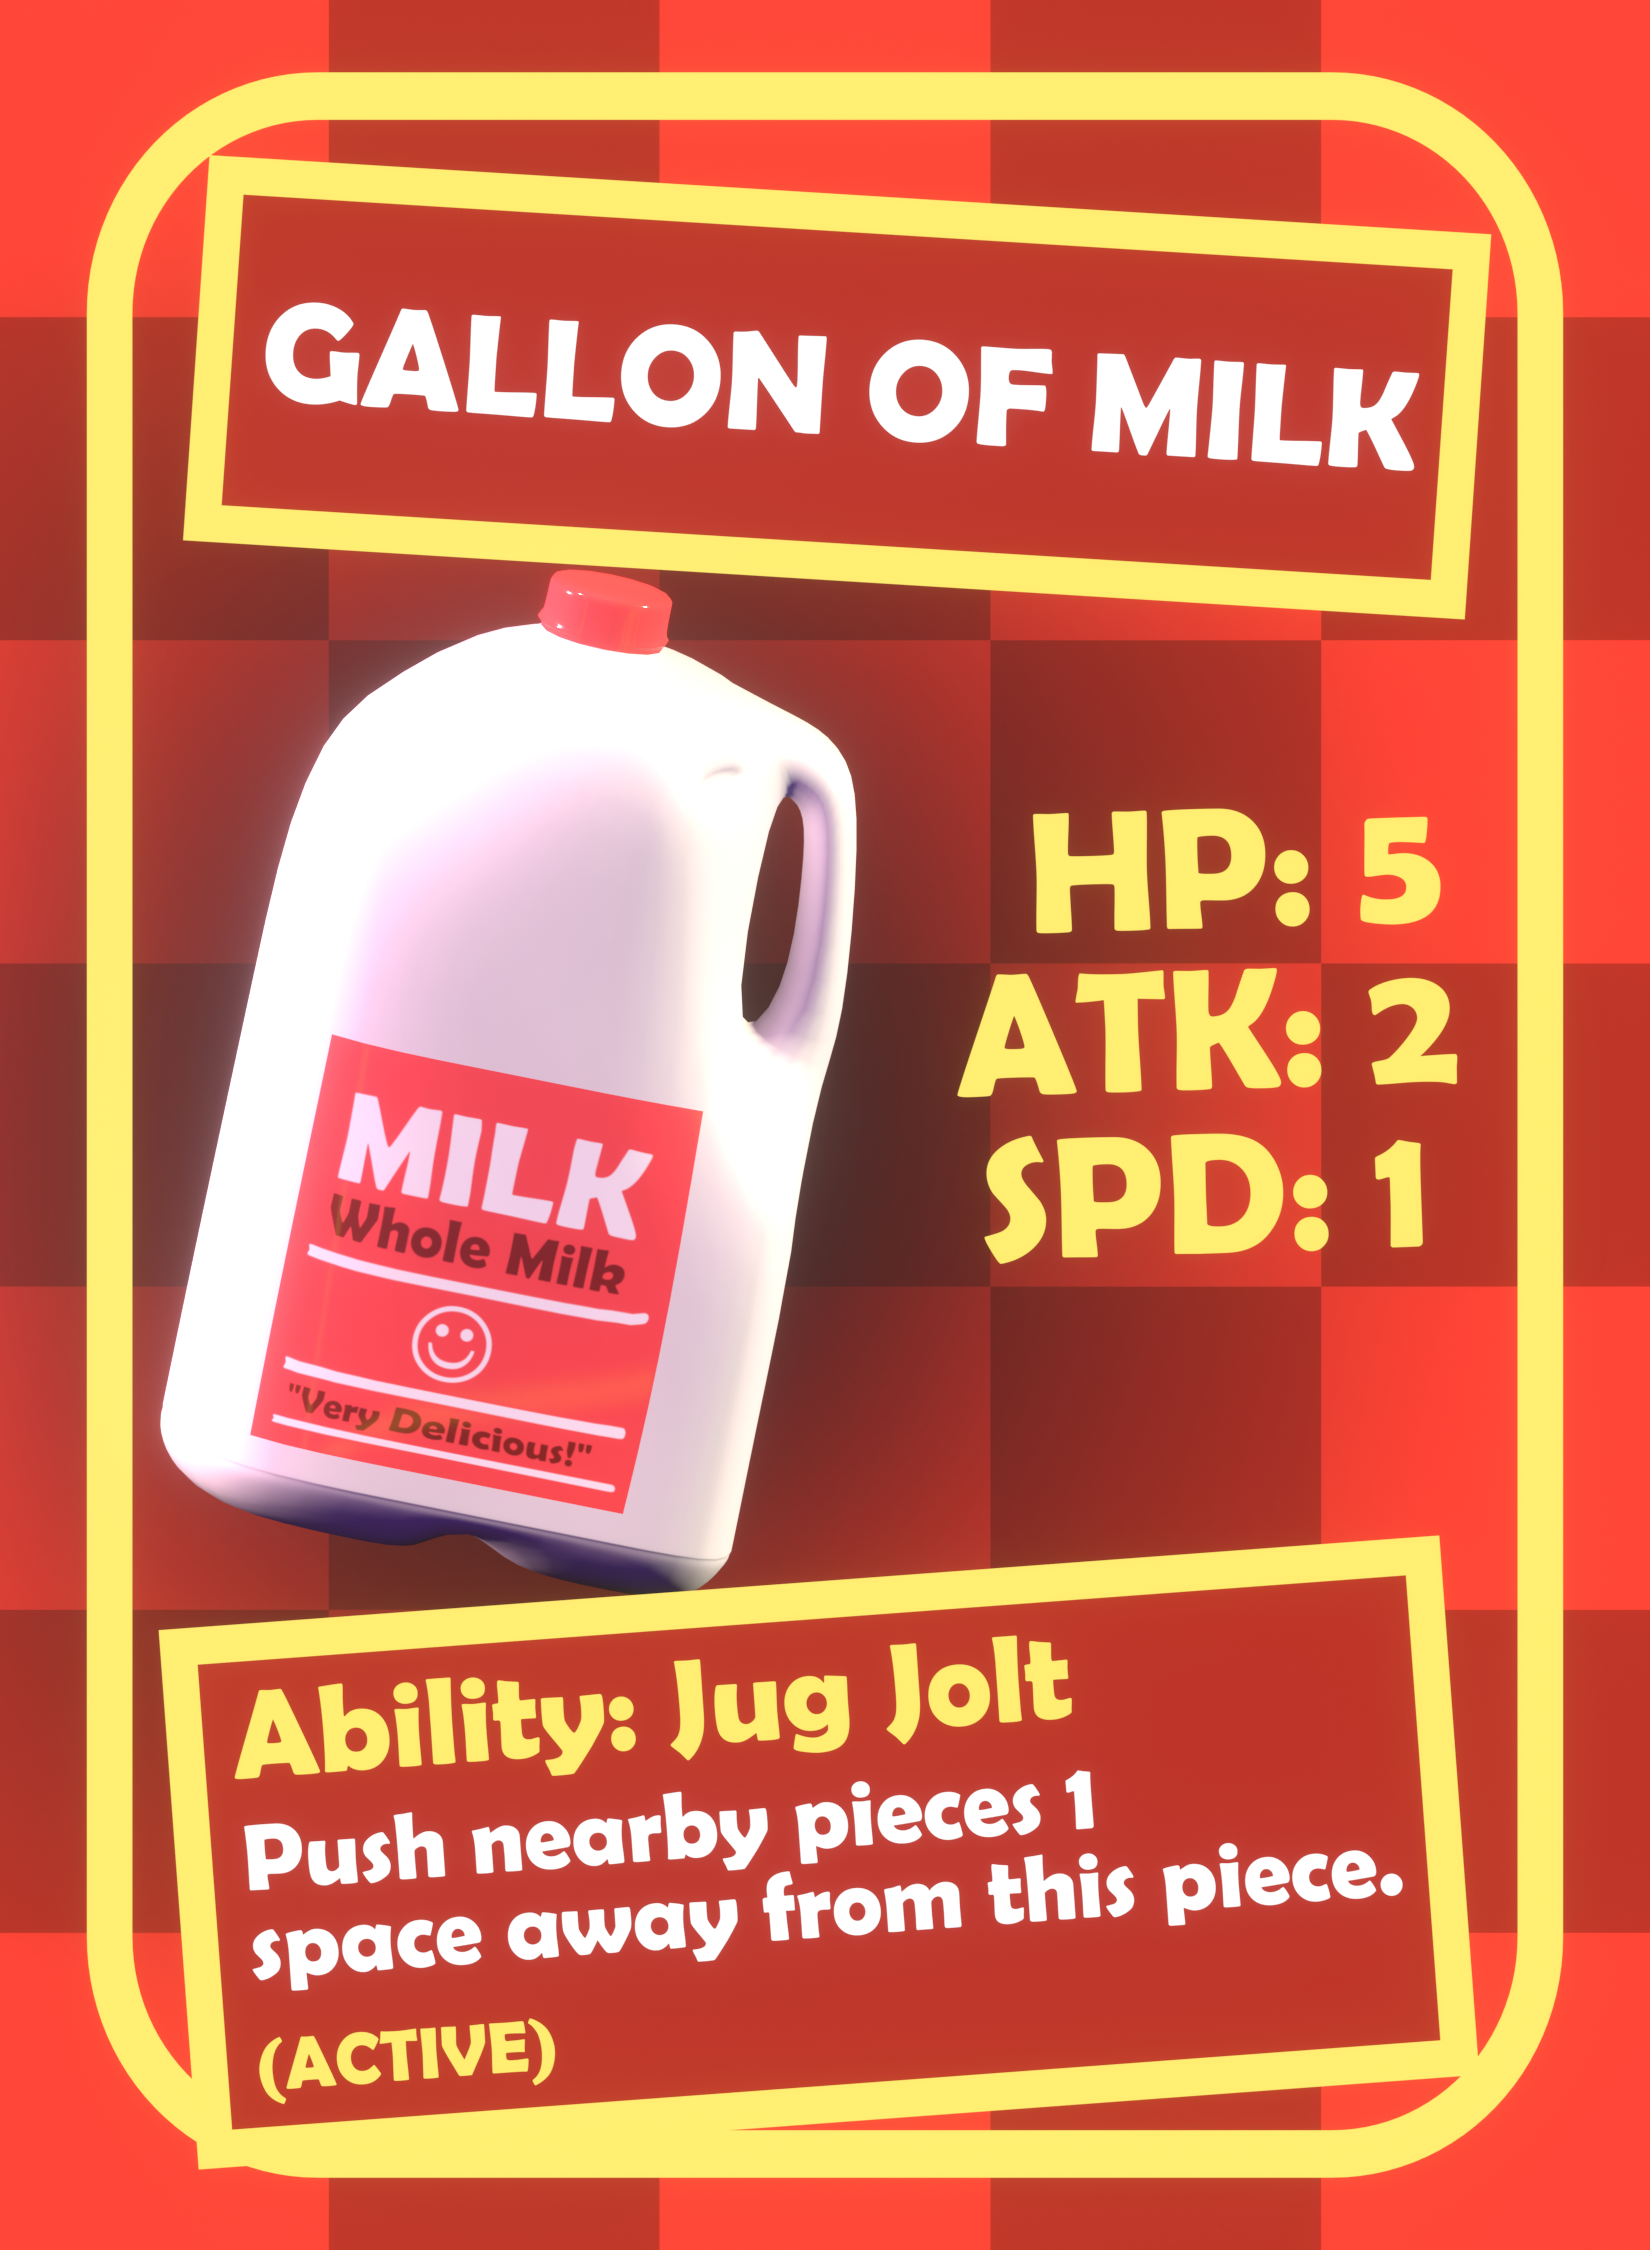 GALLON OF MILK
HP: 5
ATK: 2
SPD: 1
MILK
Whole Milk
"Very Delicious!"
Ability: Jug Jolt
Push nearby pieces 1
space away from this piece.
(ACTIVE)